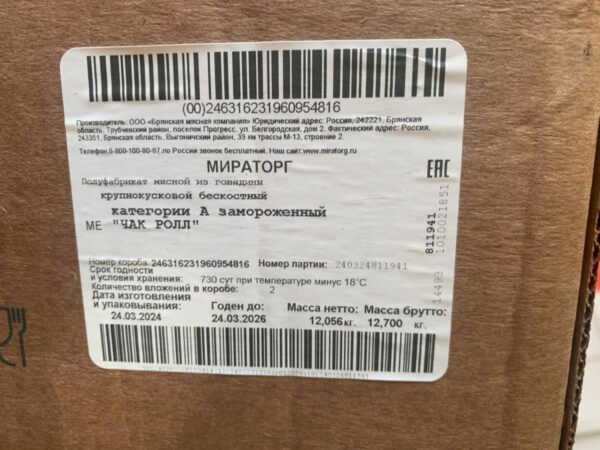 (00)246316231960954816
Производитель: ООО «Брянская мясная компания» Юридический адрес: Россия, 242221, Брянская
область, Трубчевский район, поселок Прогресс, ул. Белгородская, дом 2. Фактический адрес: Россия,
243351, Брянская область, Выгоничский район, 39 км трассы М-13, строение 2.
Телефон:8-800-100-80-87,по России звонок бесплатный. Наш сайт:www.miratorg.ru
МИРАТОРГ
ЕАС
Полуфабрикат мясной из говядины
крупнокусковой бескостный
категории А замороженный
МЕ "ЧАК РОЛЛ"
811941
1010021851
14493
Номер короба: 246316231960954816 Номер партии: 240324811941
Срок годности
и условия хранения: 730 сут при температуре минус 18°С
Количество вложений в коробе: 2
Дата изготовления
и упаковывания: Годен до: Масса нетто: Масса брутто:
24.03.2024 24.03.2026 12,056 кг. 12,700 кг.